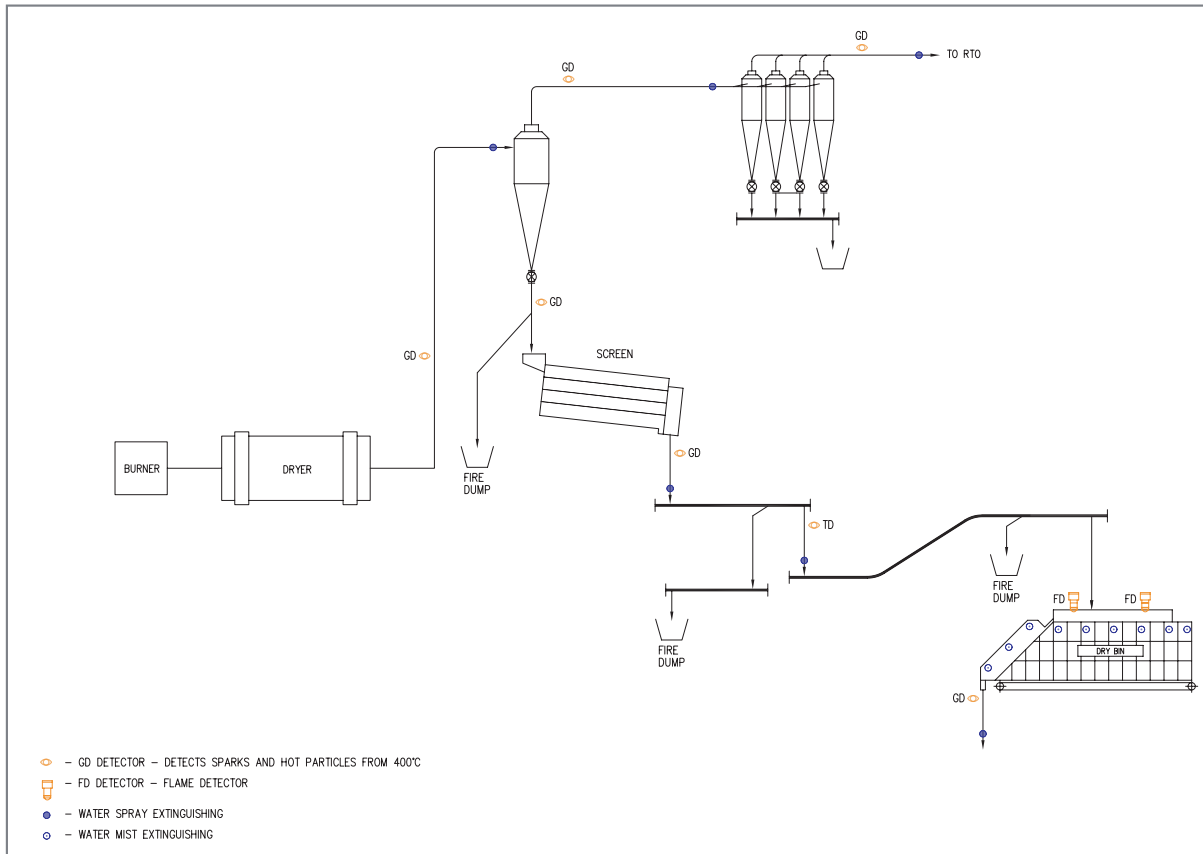 GD
TO RTO
GD
GD
SCREEN
GD
GD
BURNER
DRYER
FIRE
DUMP
TD
FIRE
DUMP
FD
FD
FIRE
DUMP
DRY BIN
GD
– GD DETECTOR – DETECTS SPARKS AND HOT PARTICLES FROM 400°C
– FD DETECTOR – FLAME DETECTOR
– WATER SPRAY EXTINGUISHING
– WATER MIST EXTINGUISHING